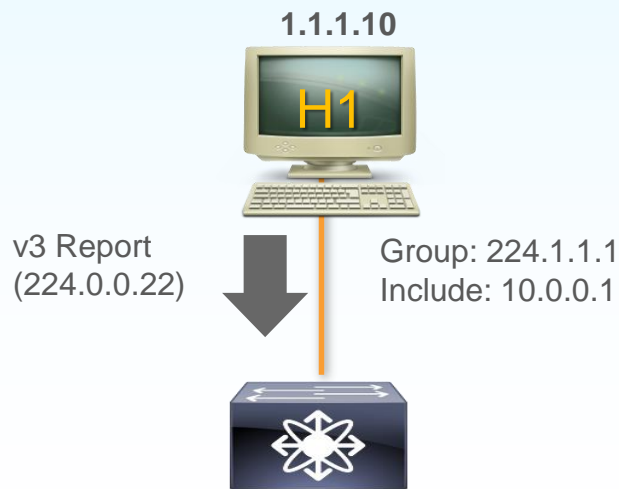 1.1.1.10
H1
v3 Report
(224.0.0.22)
Group: 224.1.1.1
Include: 10.0.0.1